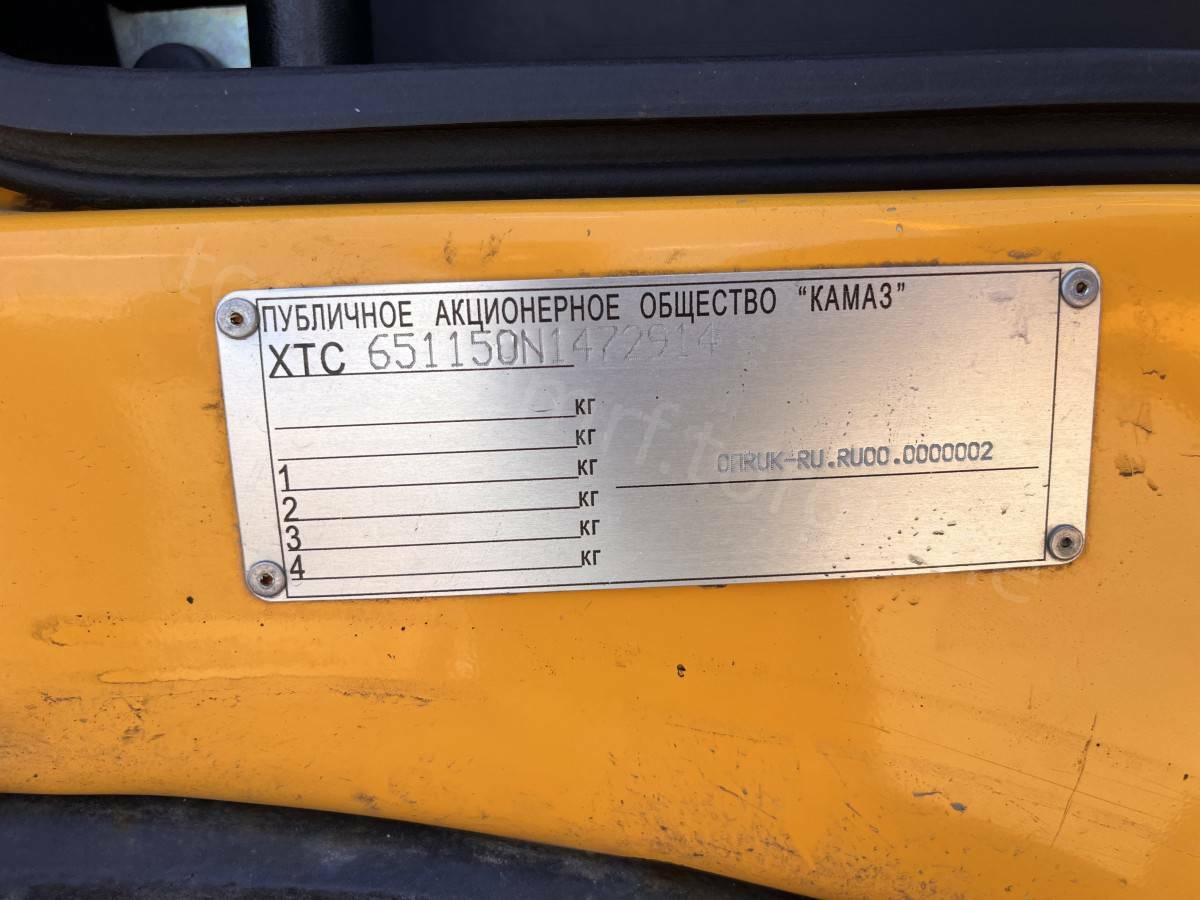 ПУБЛИЧНОЕ АКЦИОНЕРНОЕ ОБЩЕСТВО "КАМАЗ"
XTC 651150N1472914
КГ
КГ
1 КГ
ОПRUK-RU.RU00.0000002
2 КГ
3 КГ
4 КГ